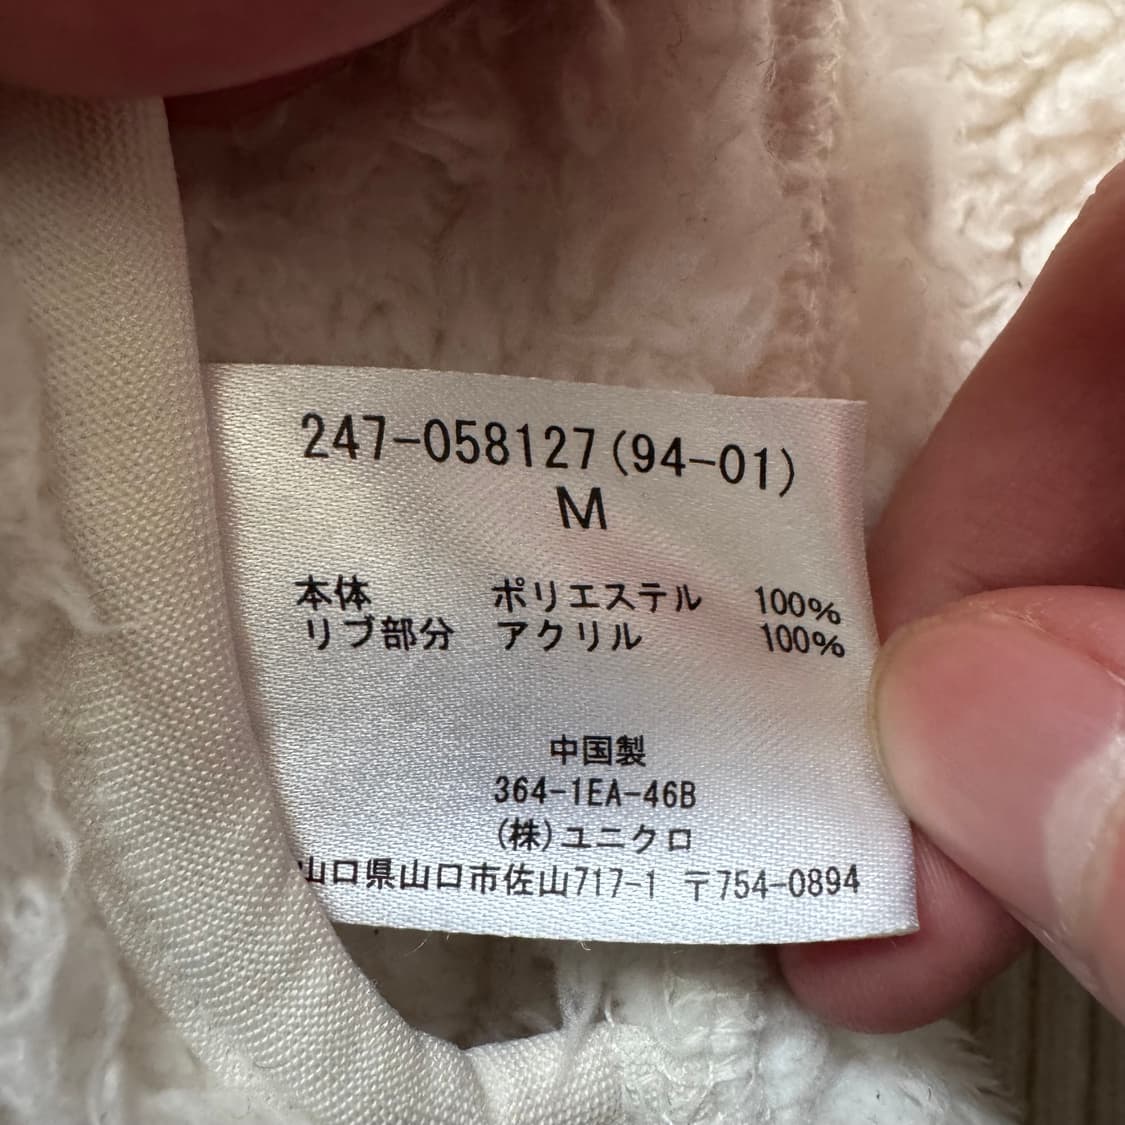 247-058127(94-01)
M
本体 ポリエステル 100%
リブ部分 アクリル 100%
中国製
364-1EA-46B
(株)ユニクロ
山口県山口市佐山717-1 〒754-0894